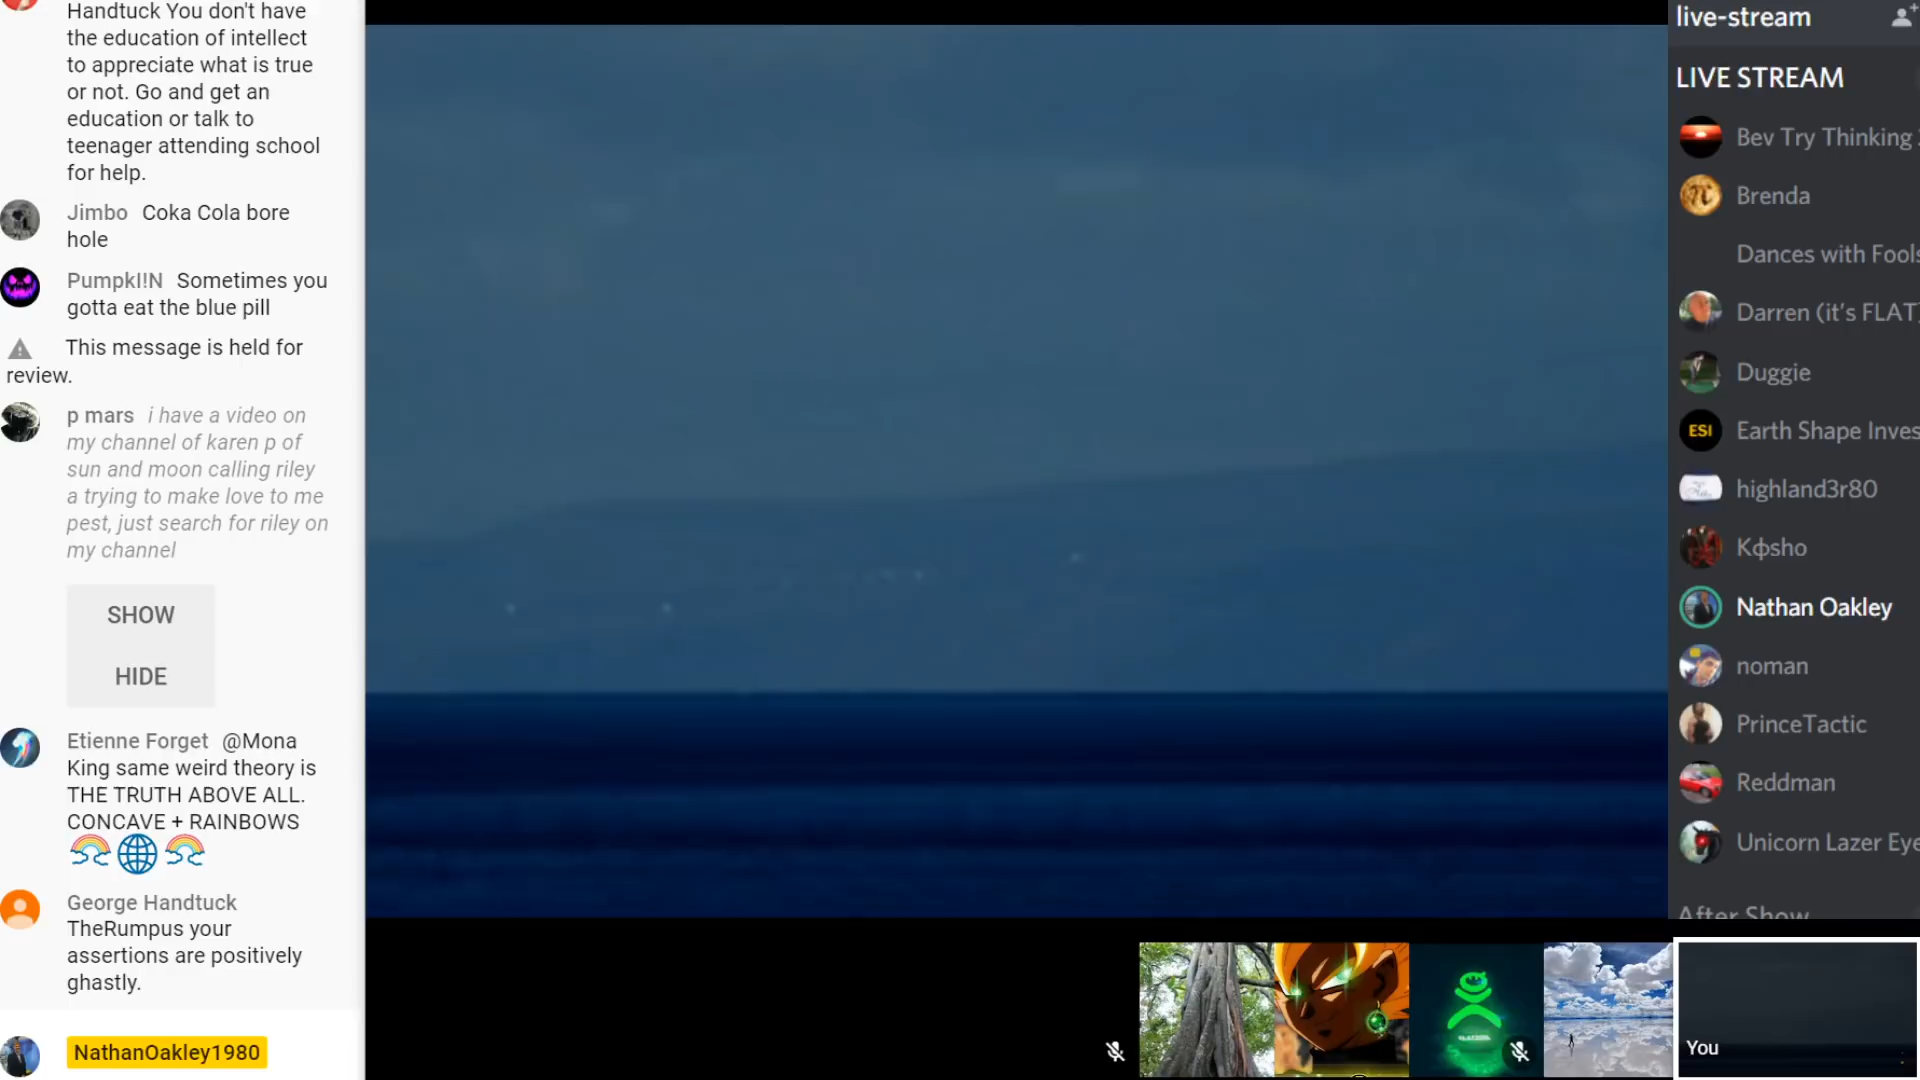 Handtuck You don't have
the education of intellect
to appreciate what is true
or not. Go and get an
education or talk to
teenager attending school
for help.
Jimbo Coka Cola bore
hole
PumpkI!N Sometimes you
gotta eat the blue pill
This message is held for
review.
p mars i have a video on
my channel of karen p of
sun and moon calling riley
a trying to make love to me
pest, just search for riley on
my channel
SHOW
HIDE
Etienne Forget @Mona
King same weird theory is
THE TRUTH ABOVE ALL.
CONCAVE + RAINBOWS
George Handtuck
TheRumpus your
assertions are positively
ghastly.
NathanOakley1980
live-stream
LIVE STREAM
Bev Try Thinking
Brenda
Dances with Fools
Darren (it's FLAT)
Duggie
ESI
Earth Shape Inves
highland3r80
Kфsho
Nathan Oakley
noman
PrinceTactic
Reddman
Unicorn Lazer Eye
After Show
You